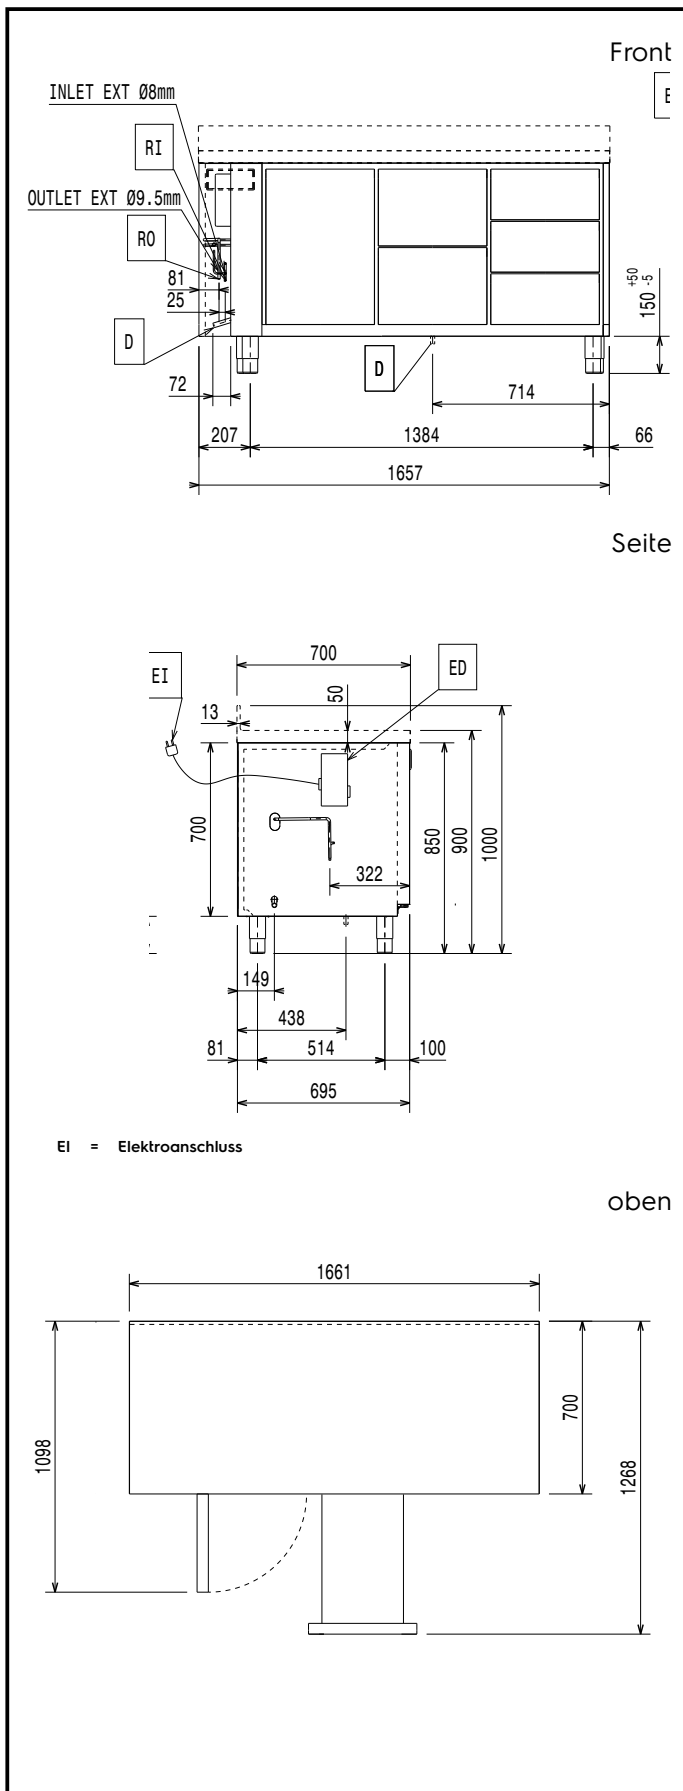 Front
INLET EXT Ø8mm
RI
OUTLET EXT Ø9.5mm
RO
81
25
D
D
72
150 +50 -5
714
207
1384
66
1657
Seite
700
EI
ED
50
13
700
322
850
900
1000
149
438
81
514
100
695
EI = Elektroanschluss
oben
1661
1098
700
1268